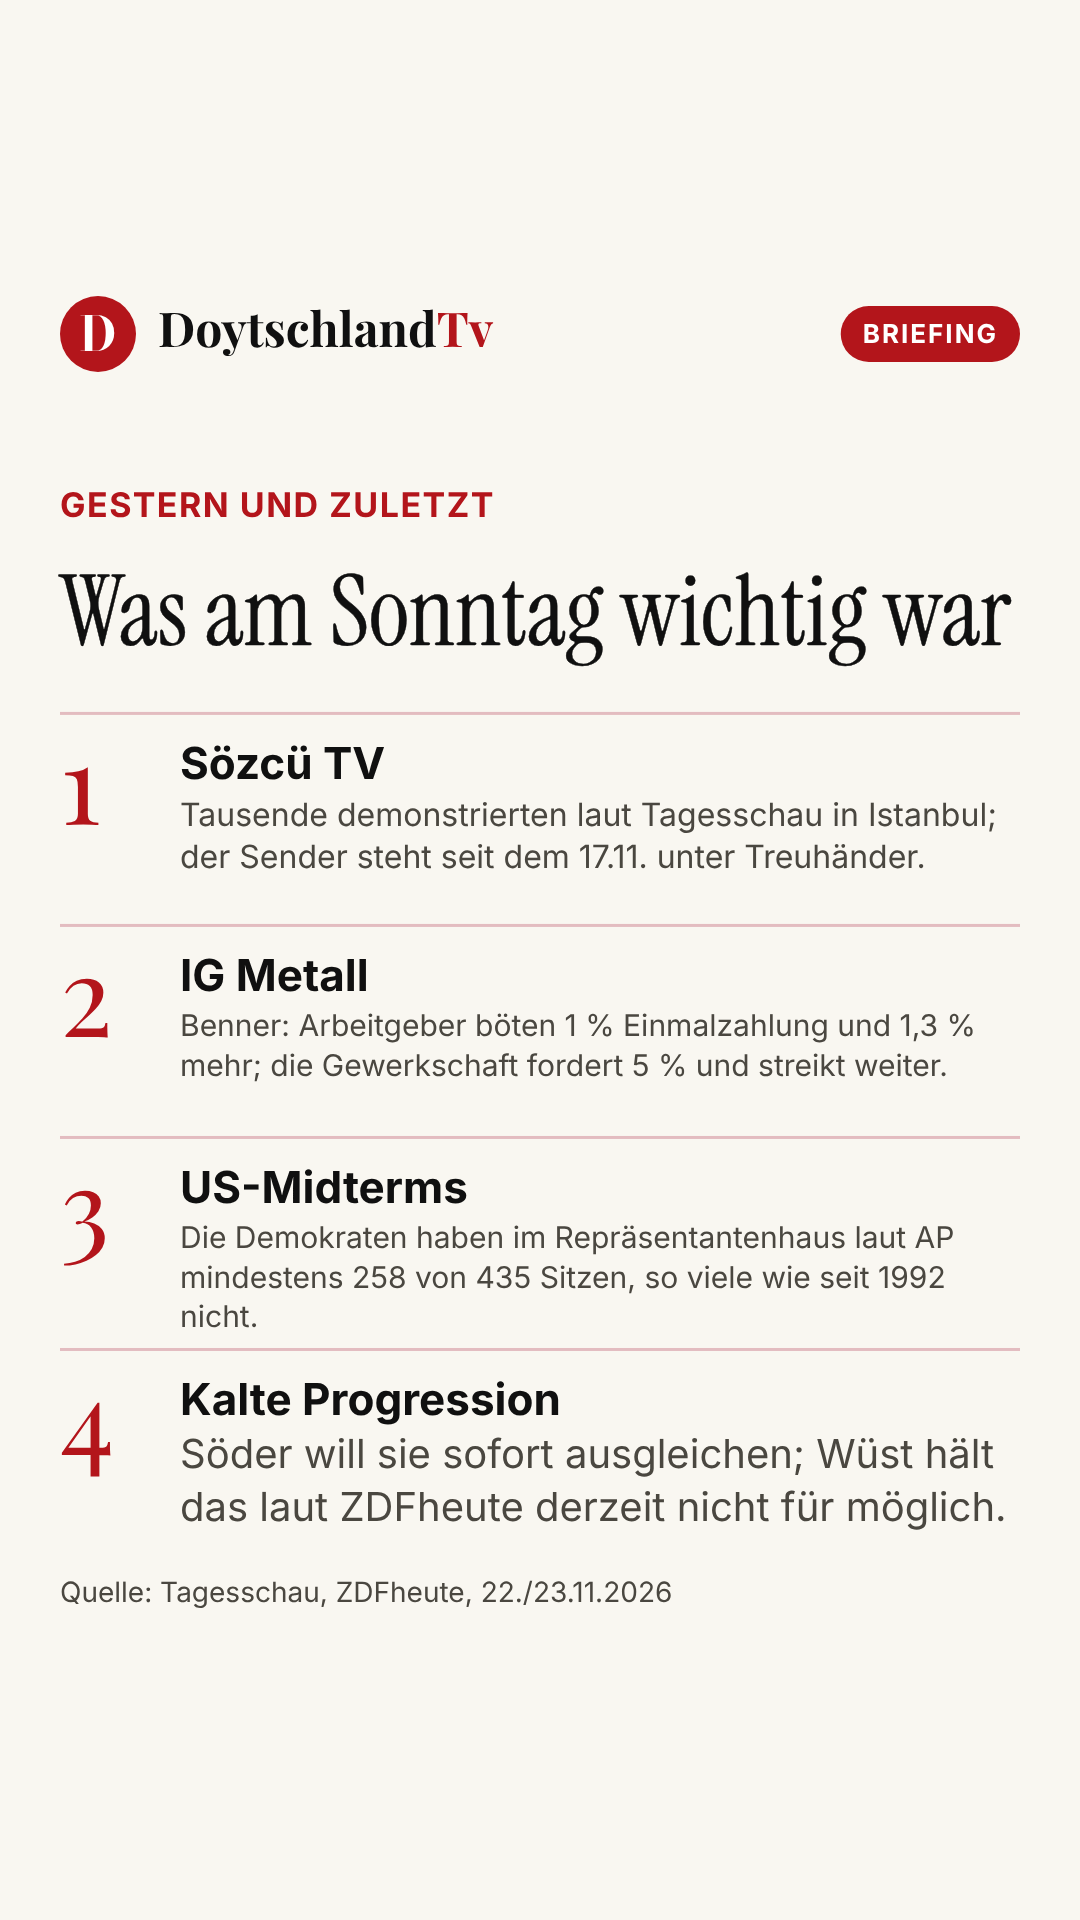 D DoytschlandTv
BRIEFING
GESTERN UND ZULETZT
Was am Sonntag wichtig war
1
Sözcü TV
Tausende demonstrierten laut Tagesschau in Istanbul;
der Sender steht seit dem 17.11. unter Treuhänder.
2
IG Metall
Benner: Arbeitgeber böten 1 % Einmalzahlung und 1,3 %
mehr; die Gewerkschaft fordert 5 % und streikt weiter.
3
US-Midterms
Die Demokraten haben im Repräsentantenhaus laut AP
mindestens 258 von 435 Sitzen, so viele wie seit 1992
nicht.
4
Kalte Progression
Söder will sie sofort ausgleichen; Wüst hält
das laut ZDFheute derzeit nicht für möglich.
Quelle: Tagesschau, ZDFheute, 22./23.11.2026